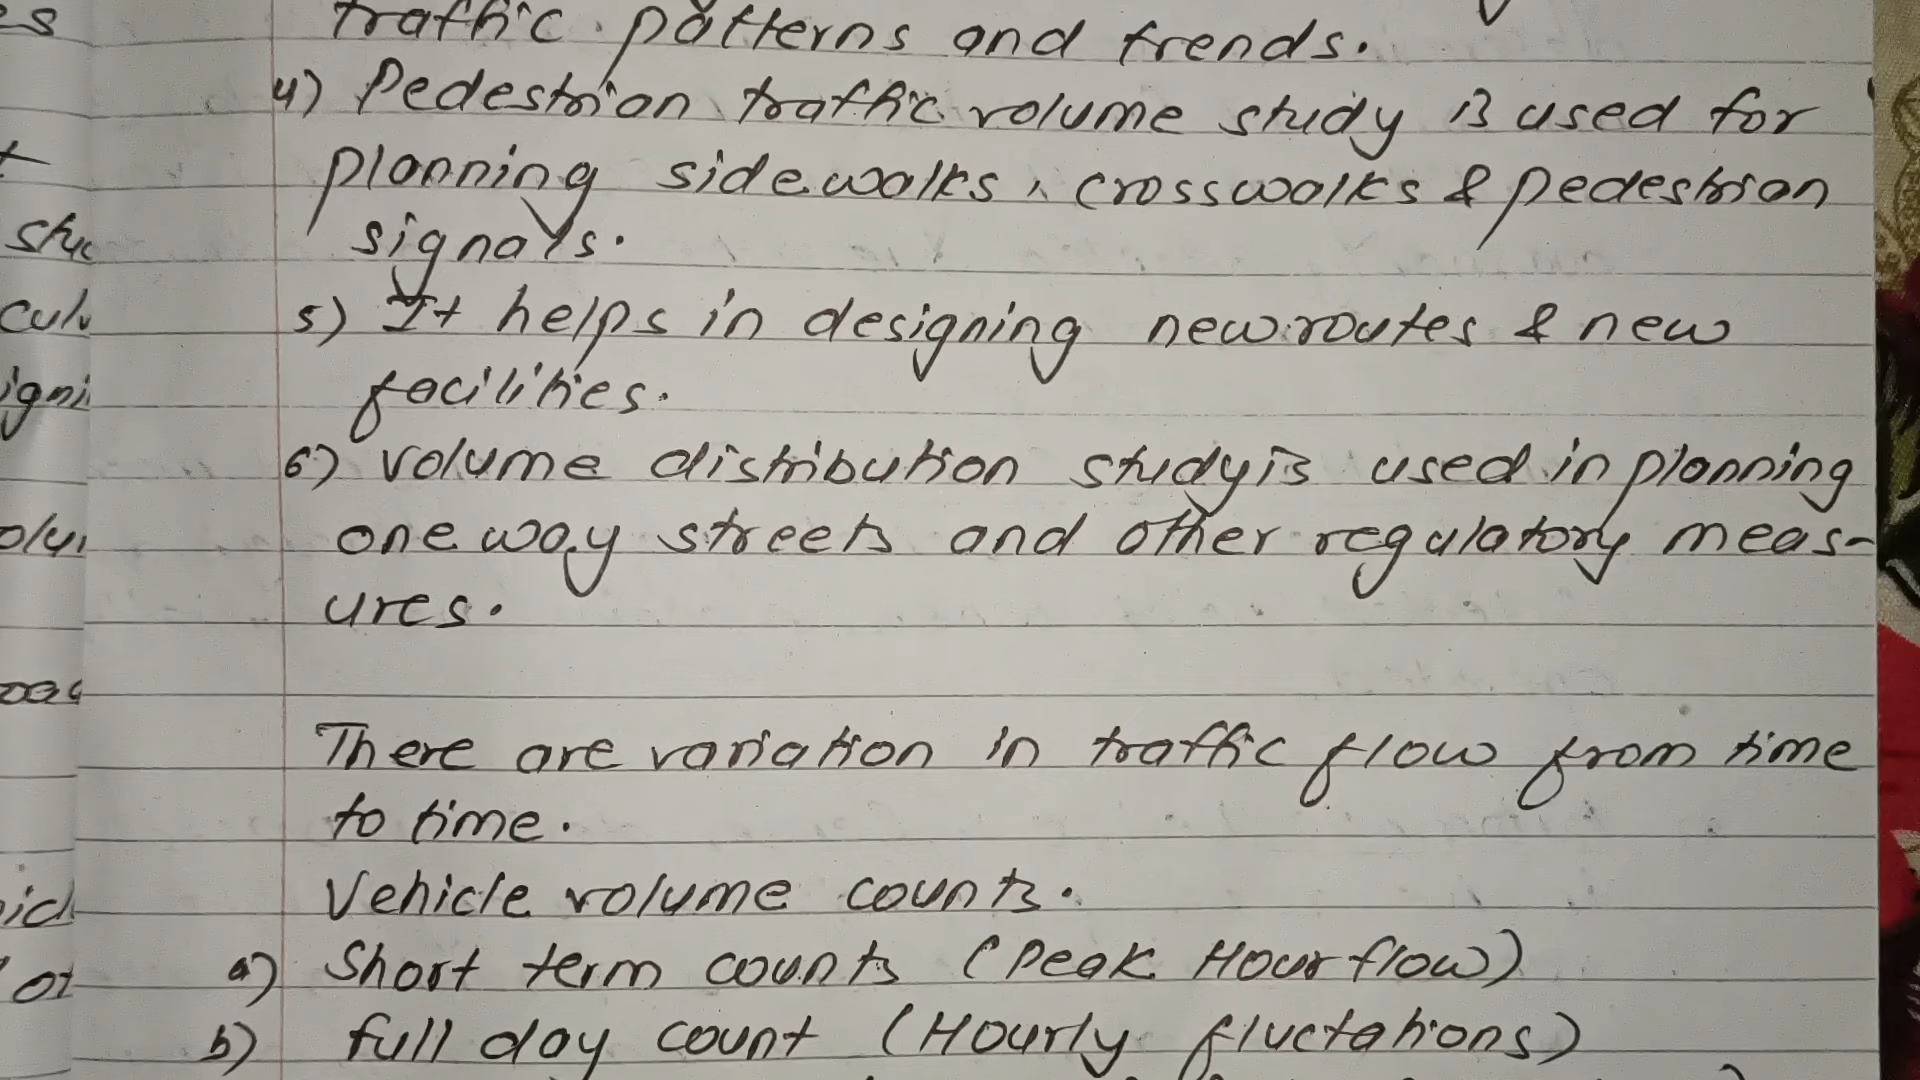 traffic patterns and trends.
4) Pedestrian traffic volume study is used for
planning sidewalks, crosswalks & pedestrian
signals.
5) It helps in designing new routes & new
facilities.
6) volume distribution study is used in planning
one way streets and other regulatory meas-
ures.
There are variation in traffic flow from time
to time.
Vehicle volume counts.
a) Short term counts (Peak Hour flow)
b) full day count (Hourly fluctations)